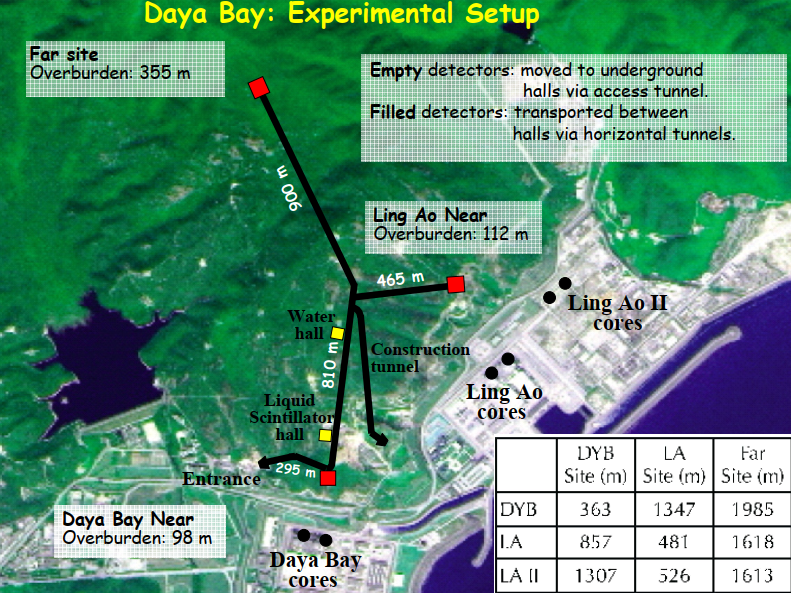 Daya Bay: Experimental Setup
Far site
Overburden: 355 m
Empty detectors: moved to underground
halls via access tunnel.
Filled detectors: transported between
halls via horizontal tunnels.
900 m
Ling Ao Near
Overburden: 112 m
465 m
Ling Ao II
cores
Water
hall
810 m
Construction
tunnel
Ling Ao
cores
Liquid
Scintillator
hall
Entrance
295 m
Daya Bay Near
Overburden: 98 m
Daya Bay
cores
DYB LA Far
Site (m) Site (m) Site (m)
DYB 363 1347 1985
LA 857 481 1618
LA II 1307 526 1613